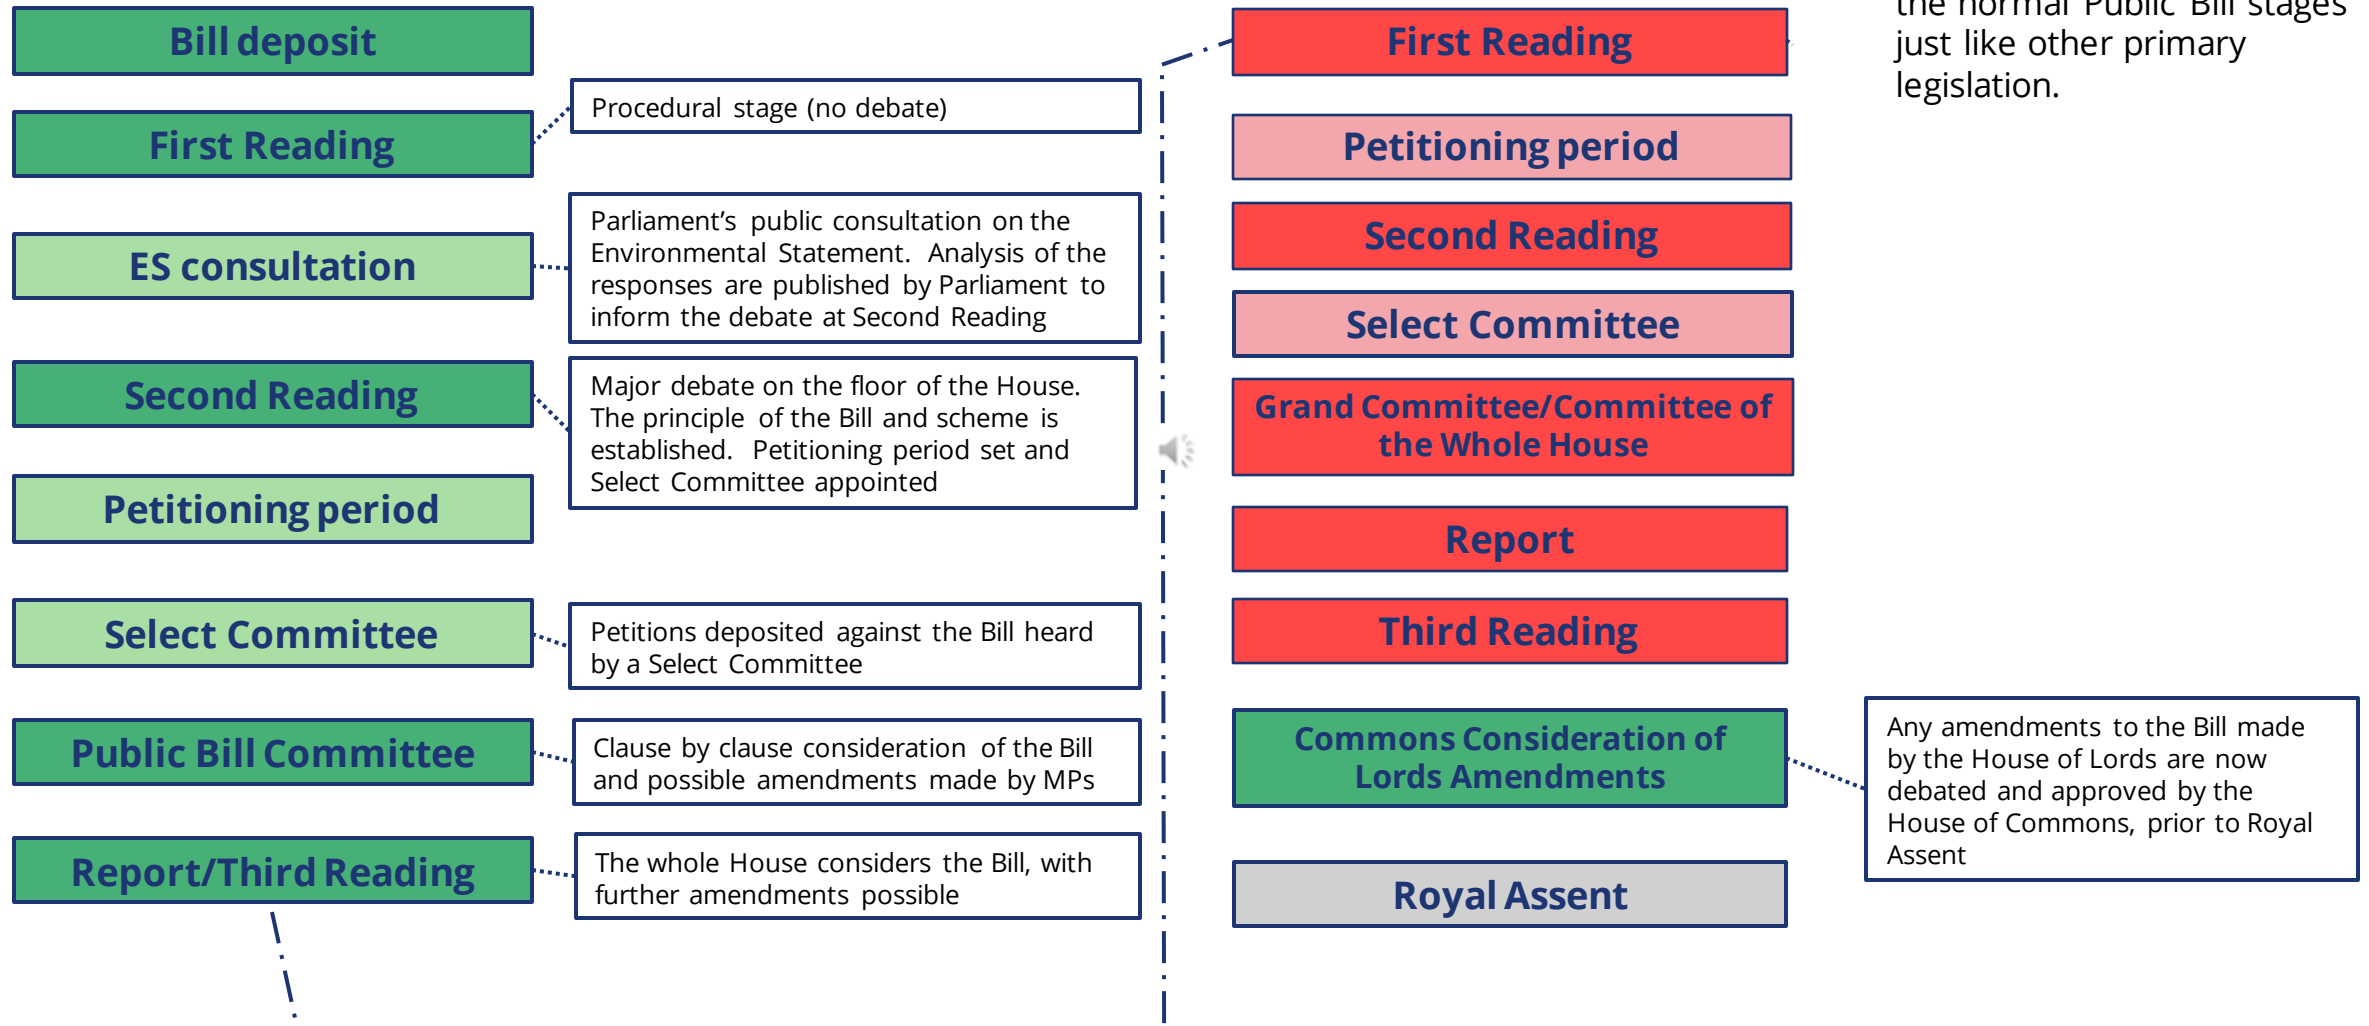 Bill deposit
First Reading
Procedural stage (no debate)
ES consultation
Parliament’s public consultation on the
Environmental Statement. Analysis of the
responses are published by Parliament to
inform the debate at Second Reading
Second Reading
Major debate on the floor of the House.
The principle of the Bill and scheme is
established. Petitioning period set and
Select Committee appointed
Petitioning period
Select Committee
Petitions deposited against the Bill heard
by a Select Committee
Public Bill Committee
Clause by clause consideration of the Bill
and possible amendments made by MPs
Report/Third Reading
The whole House considers the Bill, with
further amendments possible
First Reading
Petitioning period
Second Reading
Select Committee
Grand Committee/Committee of
the Whole House
Report
Third Reading
Commons Consideration of
Lords Amendments
Any amendments to the Bill made
by the House of Lords are now
debated and approved by the
House of Commons, prior to Royal
Assent
Royal Assent
the normal Public Bill stages
just like other primary
legislation.